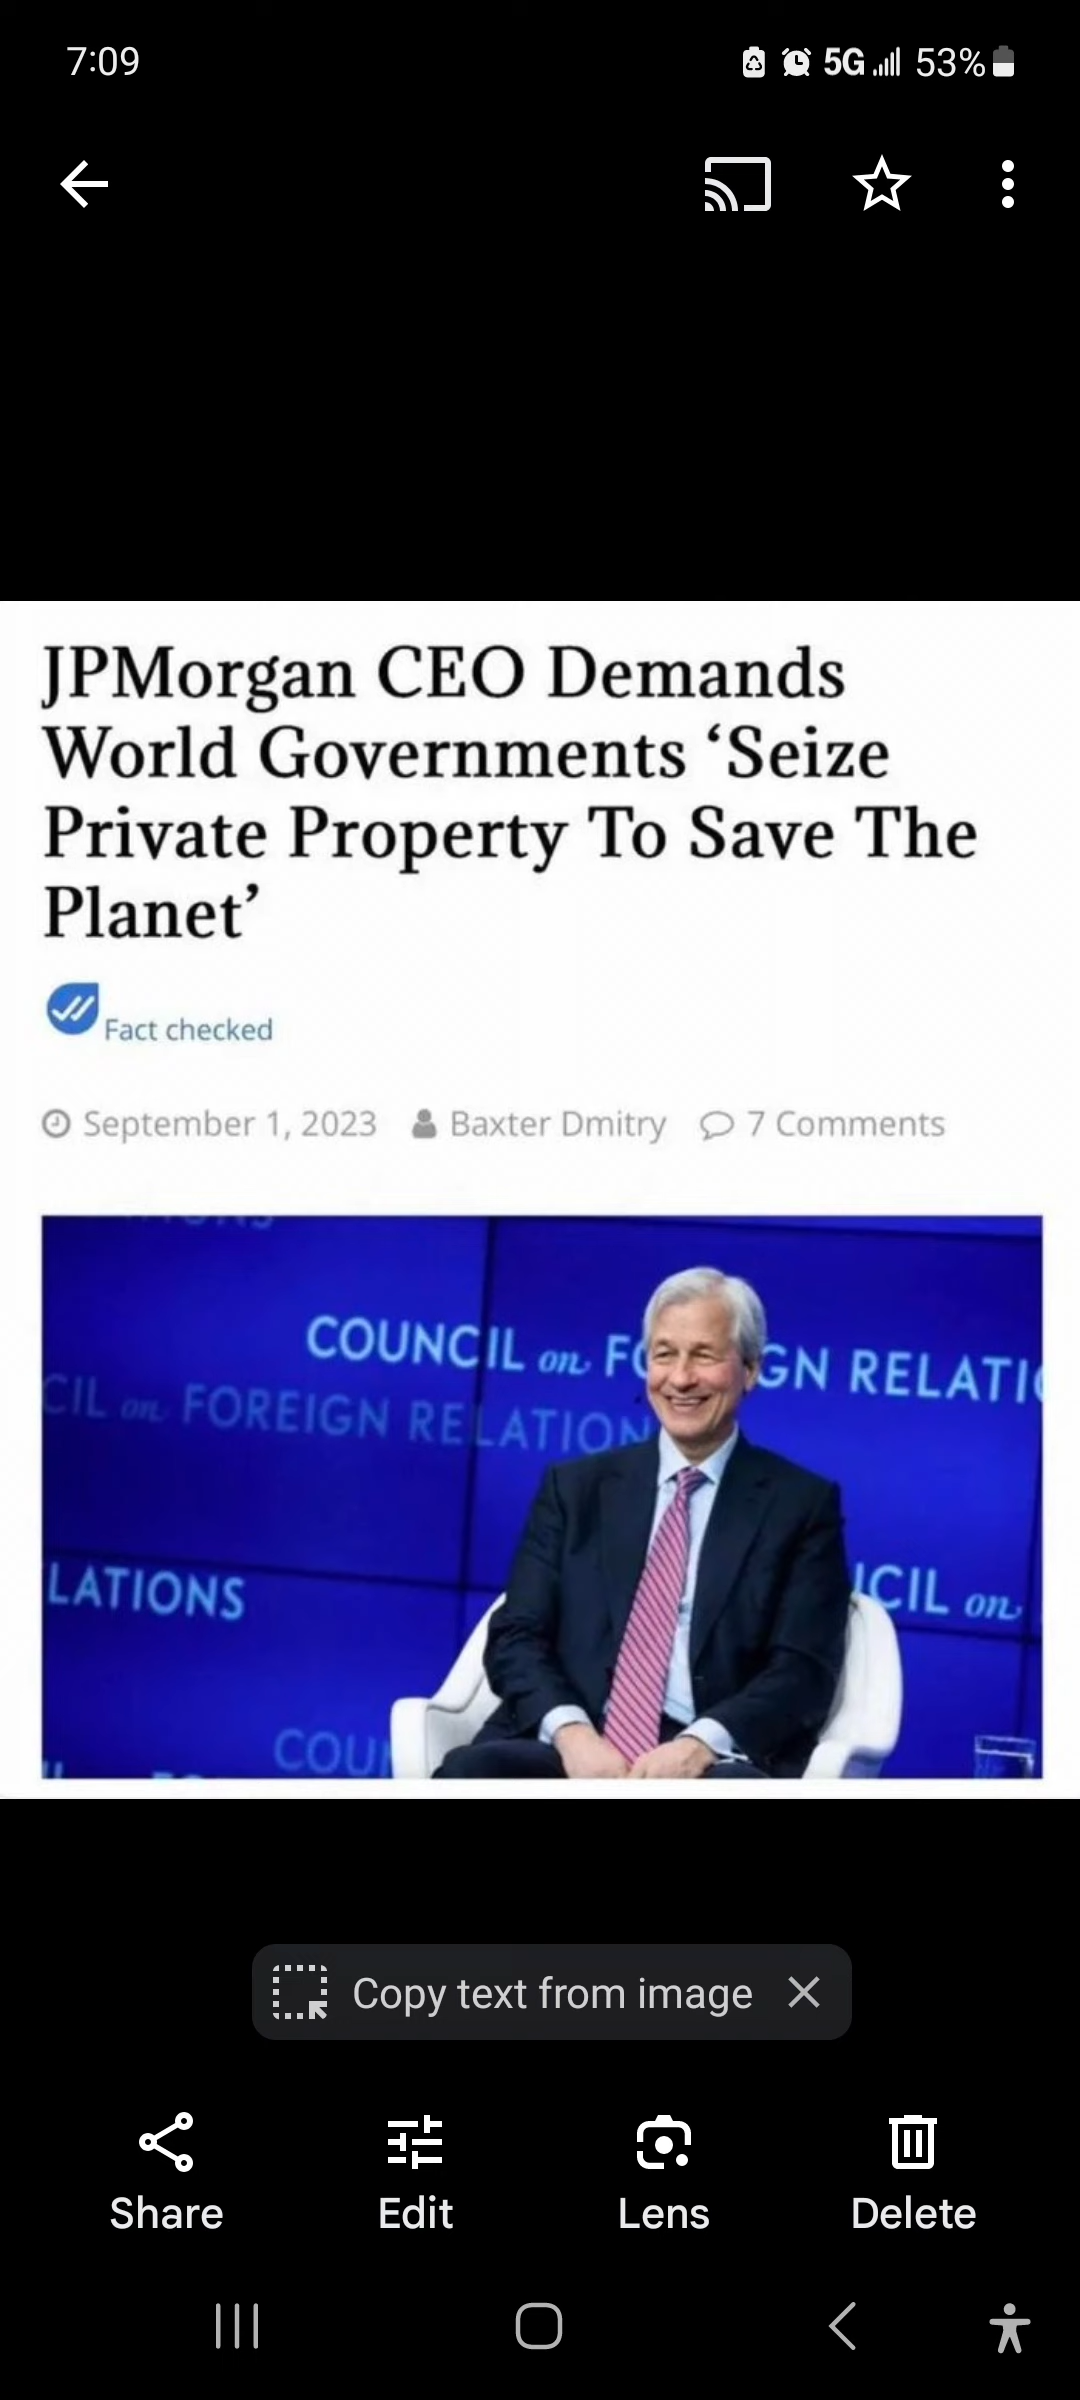 7:09
5G 53%
JPMorgan CEO Demands
World Governments ‘Seize
Private Property To Save The
Planet’
Fact checked
September 1, 2023 Baxter Dmitry 7 Comments
COUNCIL on FO GN RELATI
CIL on FOREIGN RELATION
LATIONS
CIL on
COUN
Copy text from image
Share Edit Lens Delete